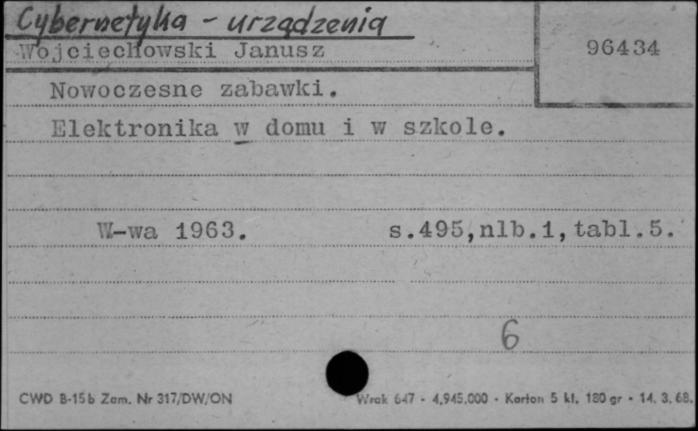 Cybernetyka - urządzenia
Wojciechowski Janusz
96434
Nowoczesne zabawki.
Elektronika w domu i w szkole.
W-wa 1963. s.495,nlb.1,tabl.5.
6
CWD B-15b Zam. Nr 317/DW/ON Wrak 647 - 4,945,000 - Karton 5 kl, 180 gr - 14. 3. 68.